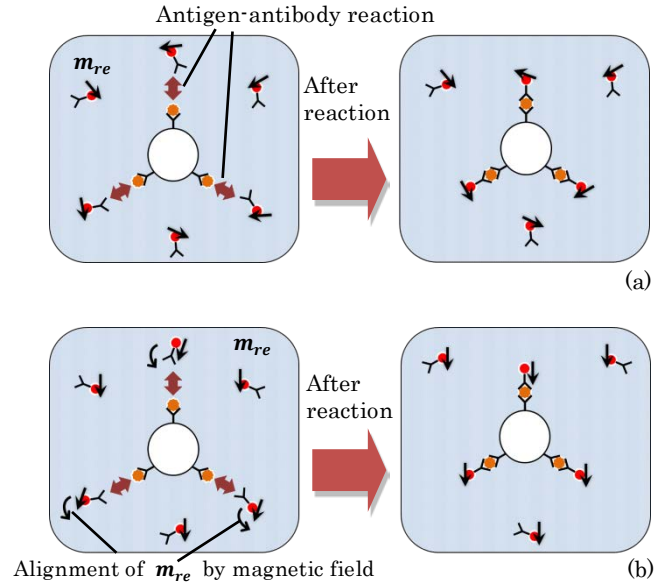 Antigen-antibody reaction
m_re
After
reaction
(a)
m_re
After
reaction
Alignment of m_re by magnetic field
(b)